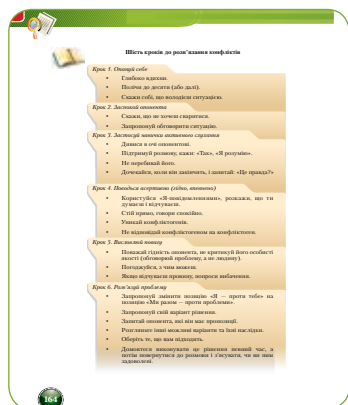 Шість кроків до розв'язання конфліктів
Крок 1. Опануй себе
• Глибоко вдихни.
• Полічи до десяти (або далі).
• Скажи собі, що володієш ситуацією.
Крок 2. Заспокой опонента
• Скажи, що не хочеш сваритися.
• Запропонуй обговорити ситуацію.
Крок 3. Застосуй навички активного слухання
• Дивися в очі опонентові.
• Підтримуй розмову, кажи: «Так», «Я розумію».
• Не перебивай його.
• Дочекайся, коли він закінчить, і запитай: «Це правда?»
Крок 4. Поводься асертивно (гідно, впевнено)
• Користуйся «Я-повідомленнями», розкажи, що ти
думаєш і відчуваєш.
• Стій прямо, говори спокійно.
• Уникай конфліктогенів.
• Не відповідай конфліктогеном на конфліктоген.
Крок 5. Висловлюй повагу
• Поважай гідність опонента, не критикуй його особисті
якості (обговорюй проблему, а не людину).
• Погоджуйся, з чим можеш.
• Якщо відчуваєш провину, попроси вибачення.
Крок 6. Розв'язуй проблему
• Запропонуй змінити позицію «Я — проти тебе» на
позицію «Ми разом — проти проблеми».
• Запропонуй свій варіант рішення.
• Запитай опонента, які він має пропозиції.
• Розгляньте інші можливі варіанти та їхні наслідки.
• Оберіть те, що вам підходить.
• Домовтеся виконувати це рішення певний час, а
потім повернутися до розмови і з'ясувати, чи ви ним
задоволені.
164